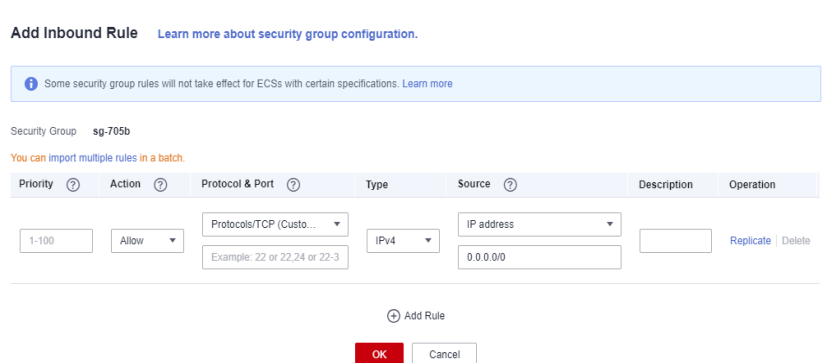 Add Inbound Rule Learn more about security group configuration.
Some security group rules will not take effect for ECSs with certain specifications. Learn more
Security Group sg-705b
You can import multiple rules in a batch.
Priority ? Action ? Protocol & Port ? Type Source ? Description Operation
Protocols/TCP (Custo... IP address
1-100 Allow IPv4 Replicate Delete
Example: 22 or 22,24 or 22-3 0.0.0.0/0
Add Rule
OK Cancel